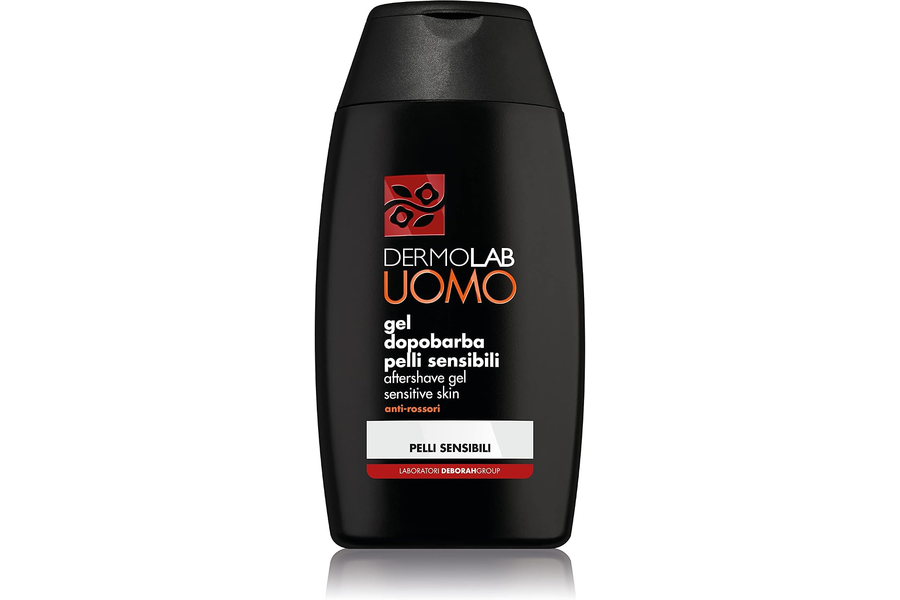 DERMOLAB
UOMO
gel
dopobarba
pelli sensibili
aftershave gel
sensitive skin
anti-rossori
PELLI SENSIBILI
LABORATORI DEBORAHGROUP